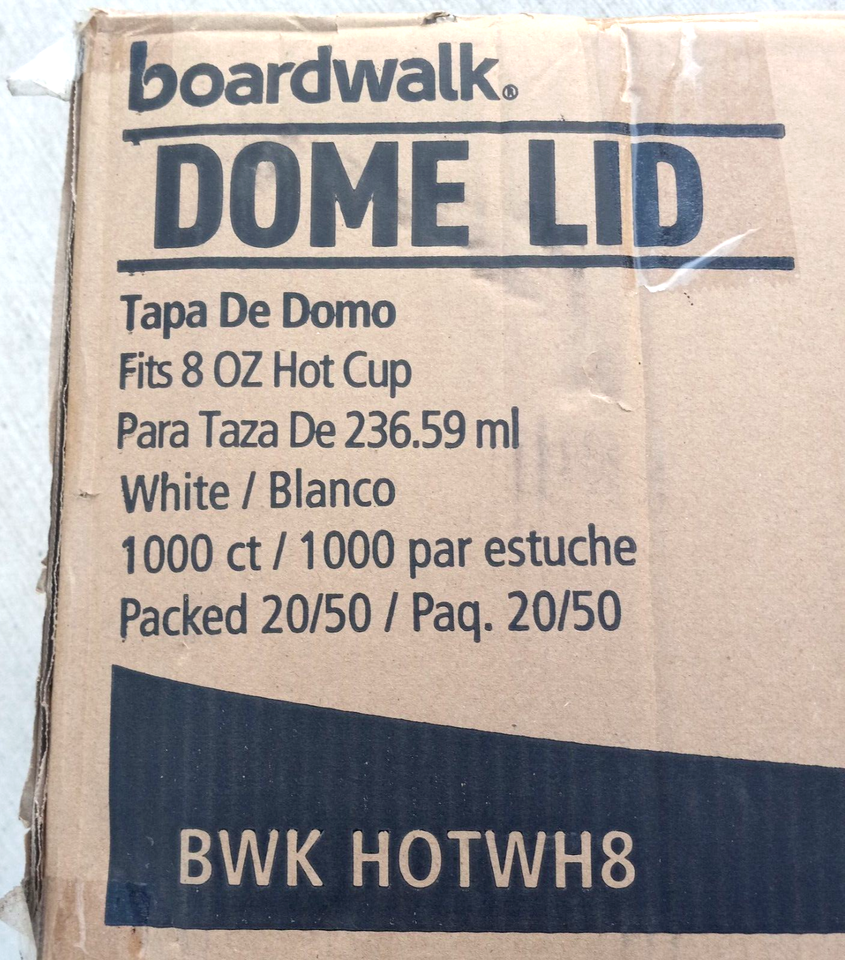 boardwalk®
DOME LID
Tapa De Domo
Fits 8 OZ Hot Cup
Para Taza De 236.59 ml
White / Blanco
1000 ct / 1000 par estuche
Packed 20/50 / Paq. 20/50
BWK HOTWH8